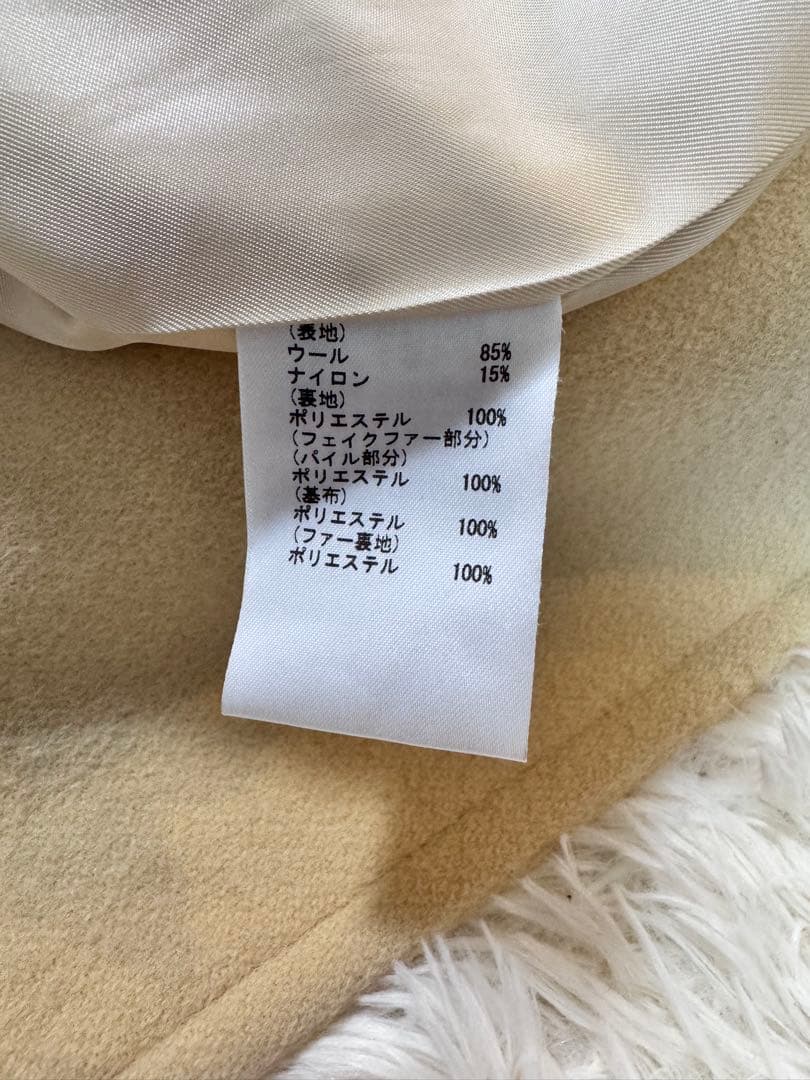 (表地)
ウール 85%
ナイロン 15%
(裏地)
ポリエステル 100%
(フェイクファー部分)
(パイル部分)
ポリエステル 100%
(基布)
ポリエステル 100%
(ファー裏地)
ポリエステル 100%